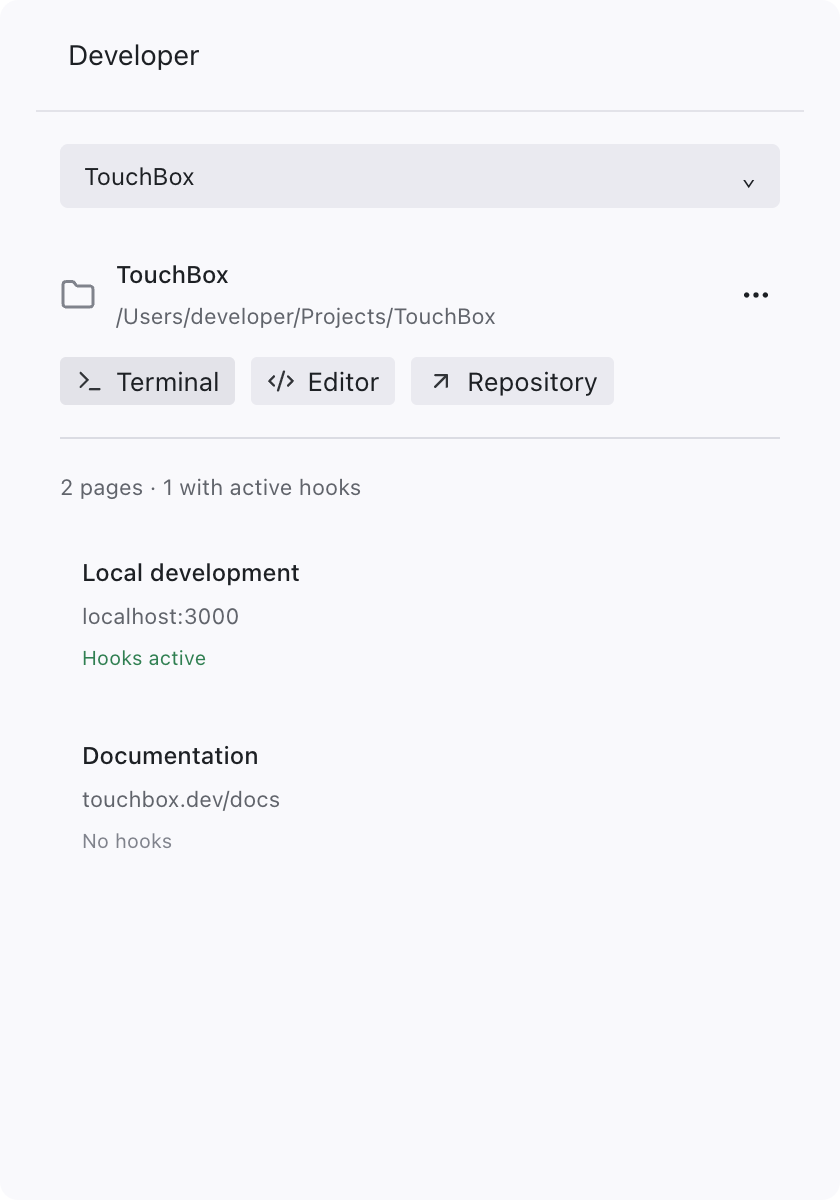 Developer
TouchBox
TouchBox
/Users/developer/Projects/TouchBox
Terminal
Editor
Repository
2 pages · 1 with active hooks
Local development
localhost:3000
Hooks active
Documentation
touchbox.dev/docs
No hooks